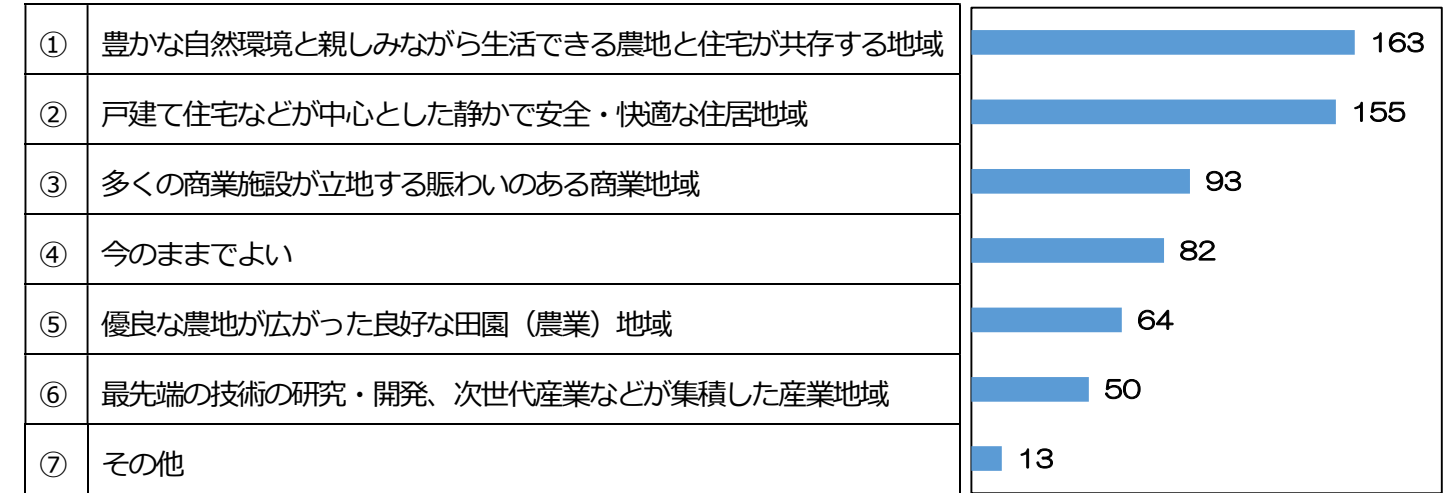 ① 豊かな自然環境と親しみながら生活できる農地と住宅が共存する地域 163
② 戸建て住宅などが中心とした静かで安全・快適な住居地域 155
③ 多くの商業施設が立地する賑わいのある商業地域 93
④ 今のままでよい 82
⑤ 優良な農地が広がった良好な田園（農業）地域 64
⑥ 最先端の技術の研究・開発、次世代産業などが集積した産業地域 50
⑦ その他 13